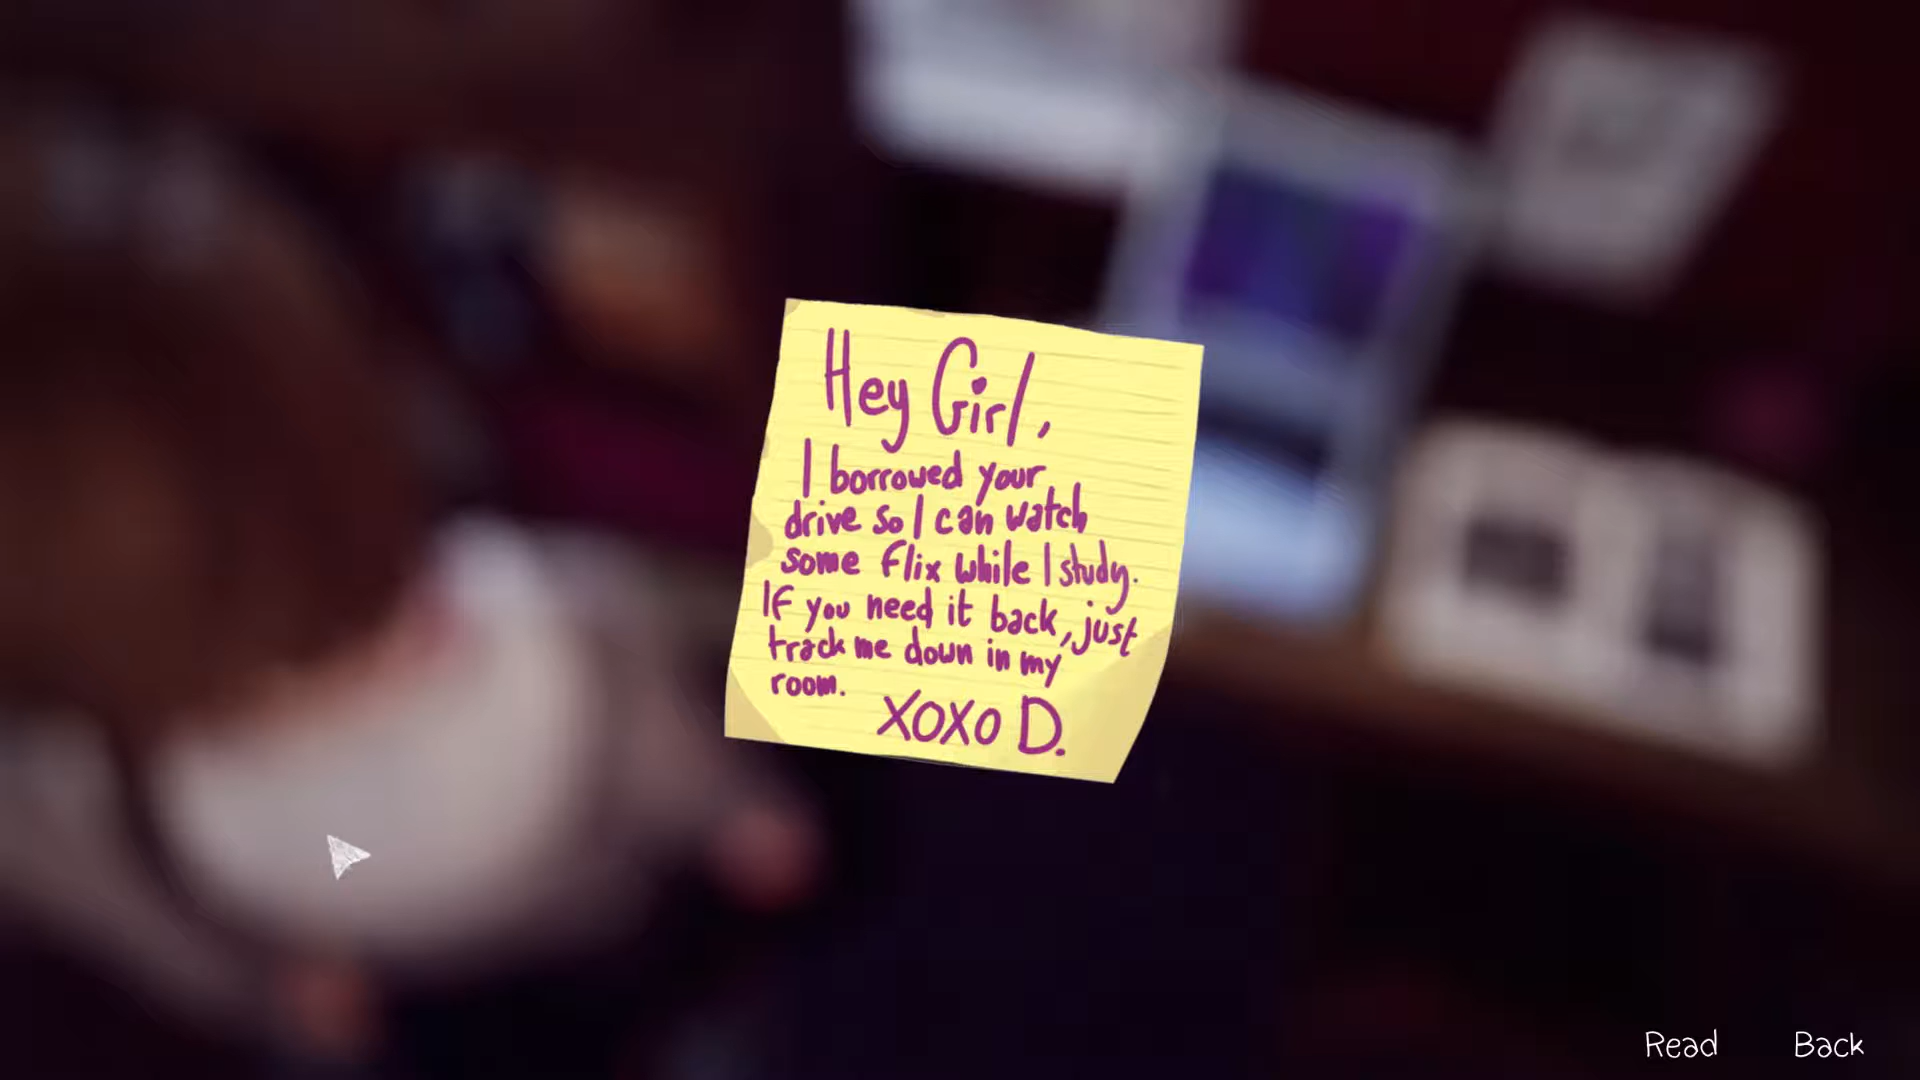 Hey Girl,
I borrowed your
drive so I can watch
some flix while I study.
If you need it back, just
track me down in my
room.
XOXO D.
Read Back